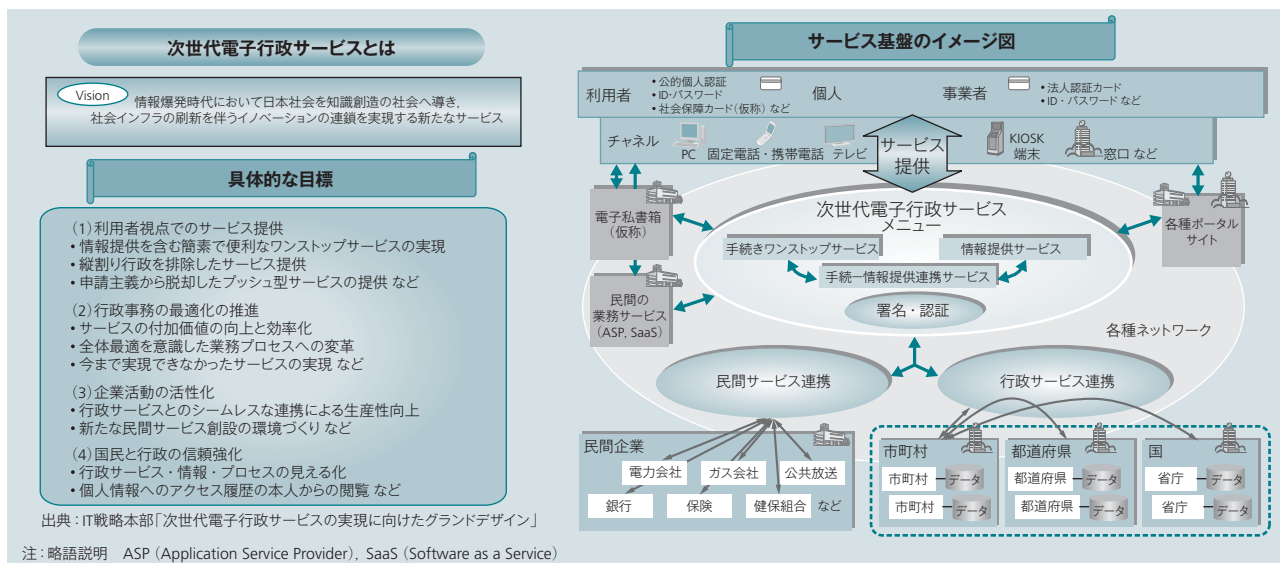 次世代電子行政サービスとは
Vision
情報爆発時代において日本社会を知識創造の社会へ導き,
社会インフラの刷新を伴うイノベーションの連鎖を実現する新たなサービス
具体的な目標
(1)利用者視点でのサービス提供
・情報提供を含む簡素で便利なワンストップサービスの実現
・縦割り行政を排除したサービス提供
・申請主義から脱却したプッシュ型サービスの提供 など
(2)行政事務の最適化の推進
・サービスの付加価値の向上と効率化
・全体最適を意識した業務プロセスへの変革
・今まで実現できなかったサービスの実現 など
(3)企業活動の活性化
・行政サービスとのシームレスな連携による生産性向上
・新たな民間サービス創設の環境づくり など
(4)国民と行政の信頼強化
・行政サービス・情報・プロセスの見える化
・個人情報へのアクセス履歴の本人からの閲覧 など
出典:IT戦略本部「次世代電子行政サービスの実現に向けたグランドデザイン」
注:略語説明 ASP(Application Service Provider),SaaS(Software as a Service)
サービス基盤のイメージ図
利用者
・公的個人認証
・ID・パスワード
・社会保障カード(仮称)など
個人
事業者
・法人認証カード
・ID・パスワード など
チャネル
PC
固定電話・携帯電話
テレビ
サービス
提供
KIOSK
端末
窓口 など
電子私書箱
(仮称)
次世代電子行政サービス
メニュー
各種ポータル
サイト
手続きワンストップサービス
情報提供サービス
手続一情報提供連携サービス
民間の
業務サービス
(ASP, SaaS)
署名・認証
各種ネットワーク
民間サービス連携
行政サービス連携
民間企業
電力会社
ガス会社
公共放送
銀行
保険
健保組合
など
市町村
市町村
データ
市町村
データ
都道府県
都道府県
データ
都道府県
データ
国
省庁
データ
省庁
データ